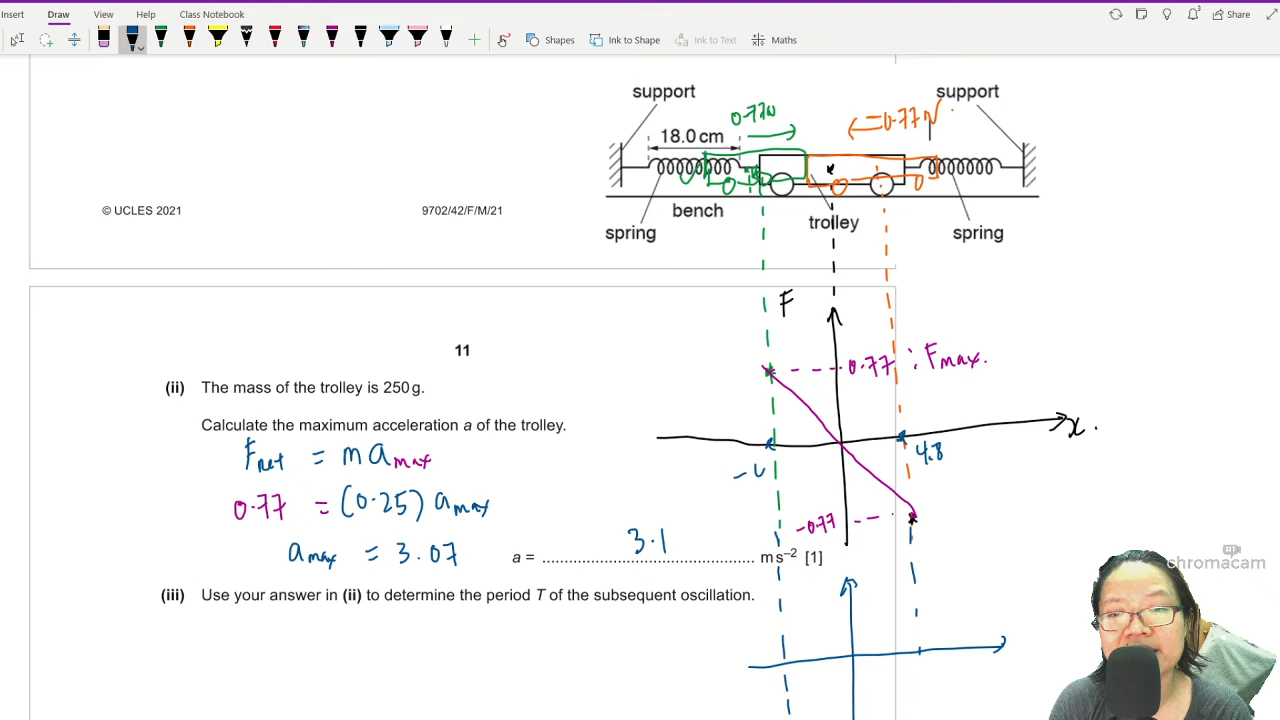 Insert Draw View Help Class Notebook Share
Shapes Ink to Shape Ink to Text Maths
support support
0.77N = 0.77N
18.0 cm
© UCLES 2021 9702/42/F/M/21
bench trolley
spring spring
F
11
0.77 : Fmax.
(ii) The mass of the trolley is 250 g.
Calculate the maximum acceleration a of the trolley.
x.
Fnet = m amax
4.8
0.77 = (0.25) amax
-0.77
amax = 3.07
a = 3.1 m s⁻² [1]
chromacam
(iii) Use your answer in (ii) to determine the period T of the subsequent oscillation.